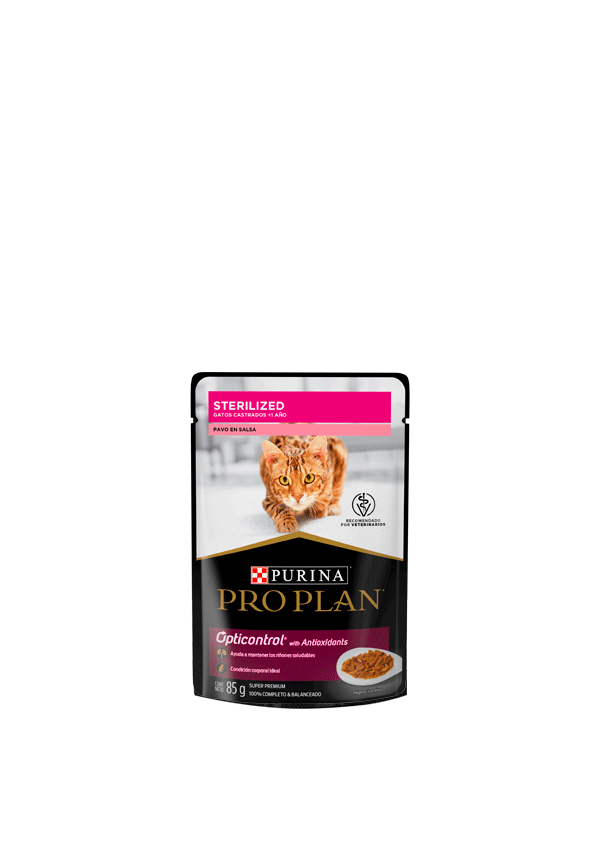 STERILIZED
GATOS CASTRADOS +1 AÑO
PAVO EN SALSA
RECOMENDADO
POR VETERINARIOS
PURINA
PRO PLAN
Opticontrol® with Antioxidants
Ayuda a mantener los riñones saludables
Condición corporal ideal
CONT.
NETO 85 g
SUPER PREMIUM
100% COMPLETO & BALANCEADO